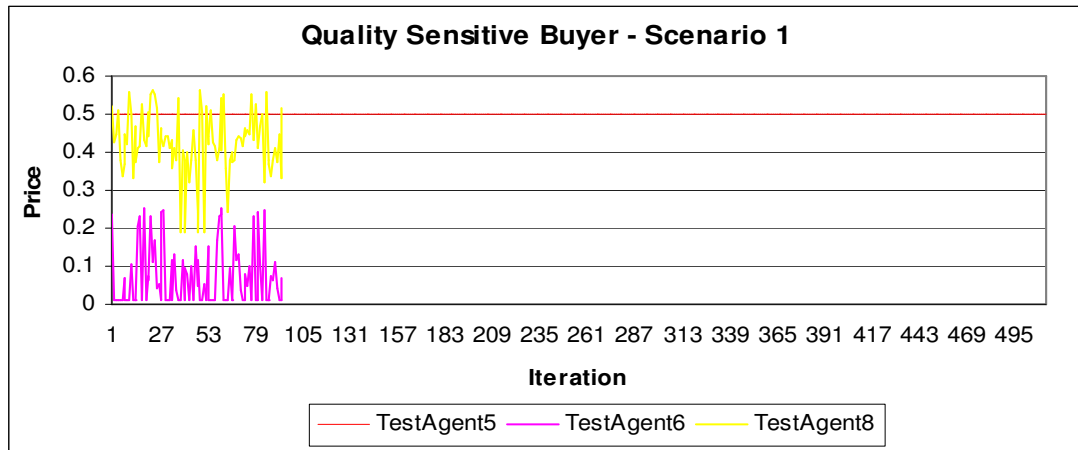 Quality Sensitive Buyer - Scenario 1
Price
0.6
0.5
0.4
0.3
0.2
0.1
0
1 27 53 79 105 131 157 183 209 235 261 287 313 339 365 391 417 443 469 495
Iteration
TestAgent5 TestAgent6 TestAgent8